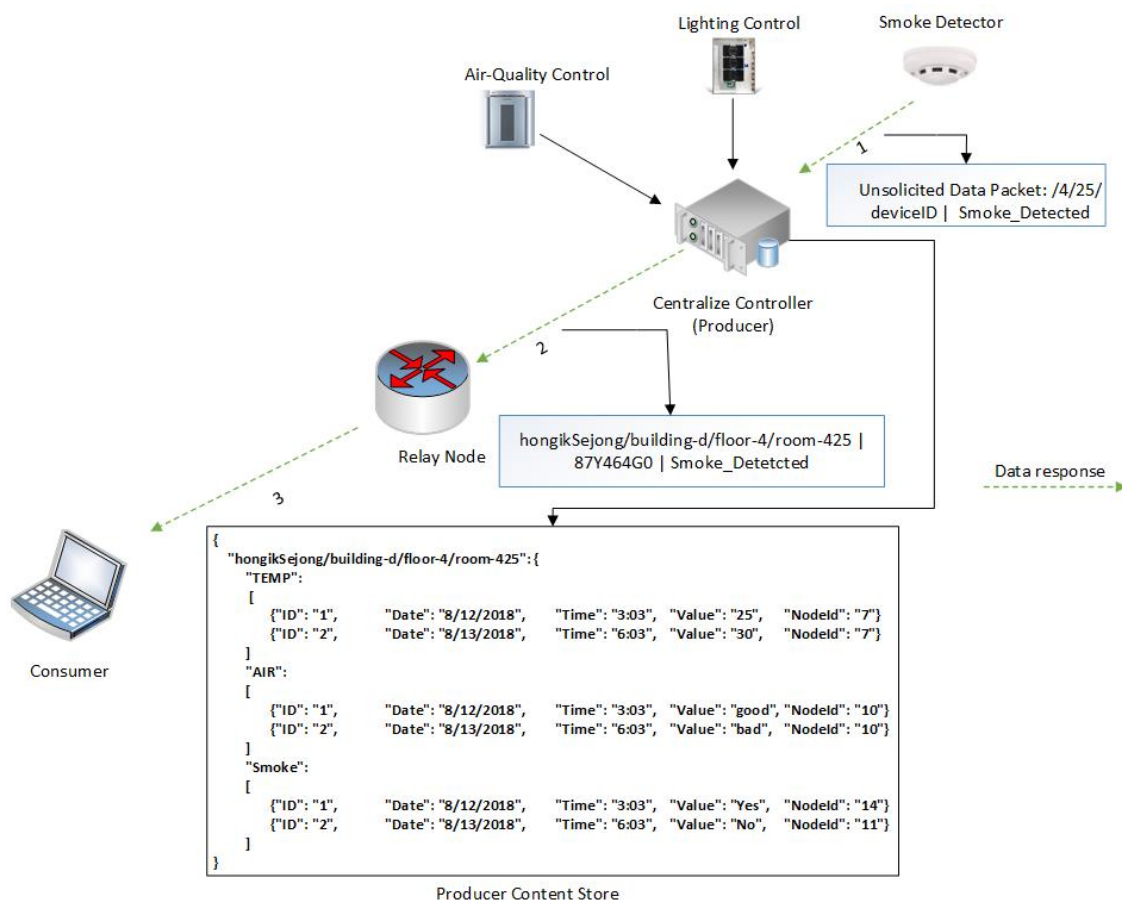 Lighting Control
Smoke Detector
Air-Quality Control
1
Unsolicited Data Packet: /4/25/
deviceID | Smoke_Detected
Centralize Controller
(Producer)
2
Relay Node
hongikSejong/building-d/floor-4/room-425 |
87Y464G0 | Smoke_Detetcted
Data response
3
Consumer
{
"hongikSejong/building-d/floor-4/room-425":{
"TEMP":
[
{"ID": "1", "Date": "8/12/2018", "Time": "3:03", "Value": "25", "NodeId": "7"}
{"ID": "2", "Date": "8/13/2018", "Time": "6:03", "Value": "30", "NodeId": "7"}
]
"AIR":
[
{"ID": "1", "Date": "8/12/2018", "Time": "3:03", "Value": "good", "NodeId": "10"}
{"ID": "2", "Date": "8/13/2018", "Time": "6:03", "Value": "bad", "NodeId": "10"}
]
"Smoke":
[
{"ID": "1", "Date": "8/12/2018", "Time": "3:03", "Value": "Yes", "NodeId": "14"}
{"ID": "2", "Date": "8/13/2018", "Time": "6:03", "Value": "No", "NodeId": "11"}
]
}
Producer Content Store